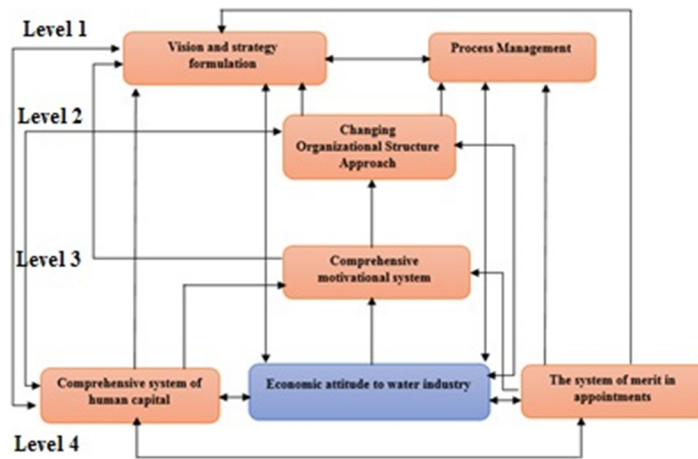 Level 1
Vision and strategy
formulation
Process Management
Level 2
Changing
Organizational Structure
Approach
Level 3
Comprehensive
motivational system
Comprehensive system of
human capital
Economic attitude to water industry
The system of merit in
appointments
Level 4